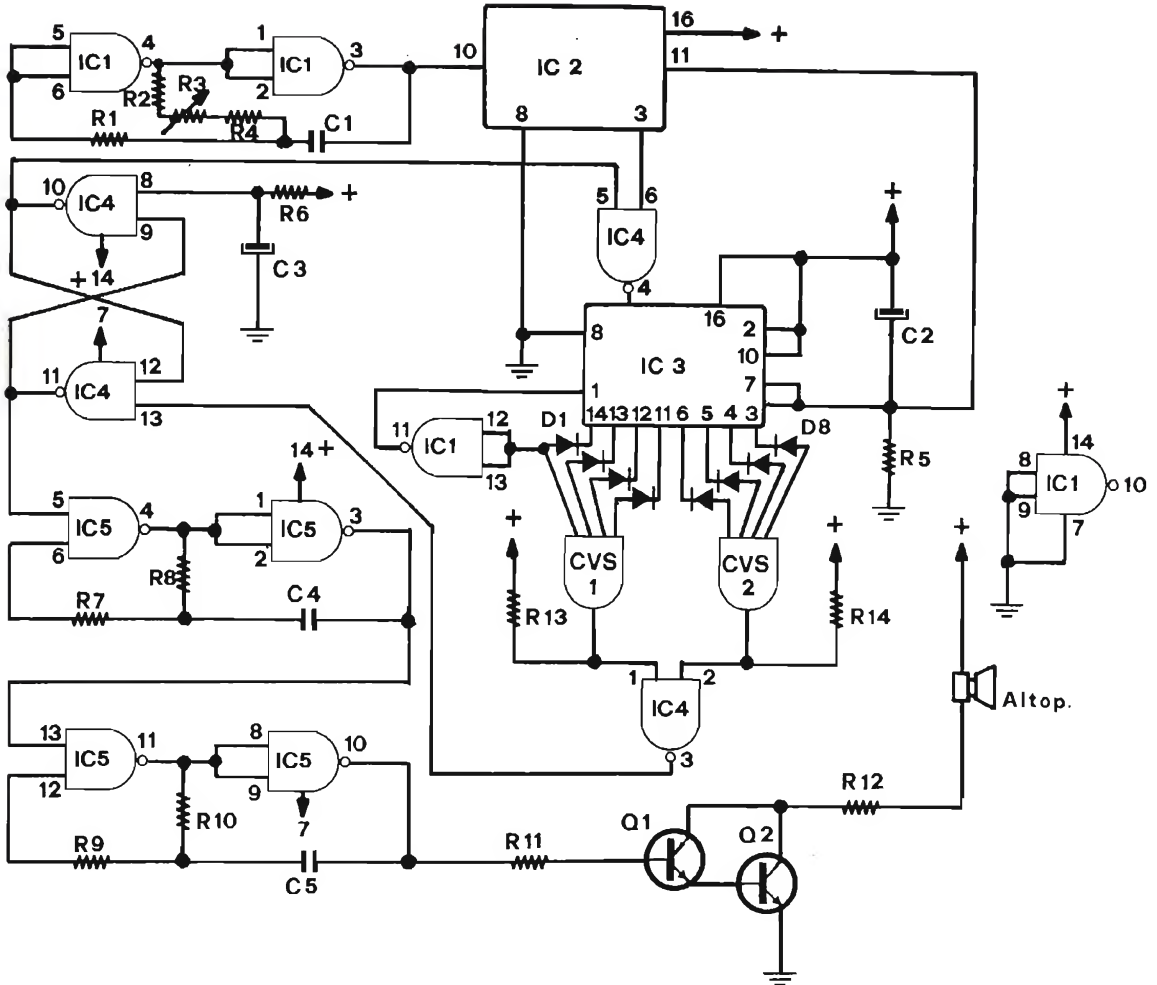 5 4 1 3 10 16 +
IC1 IC1 IC 2 11
6 R2 R3 2
8 3
R1 R4 C1
10 8 5 6 +
IC4 R6 + IC4
9
C3
+ 14 4
7 8 16 2 C2
IC 3 10
11 IC4 12 1 7
13 14 13 12 11 6 5 4 3
D1 D8
11 IC1 12 +
13 R5 14
8 IC1 10
9 7
14 +
5 4 1 3 + CVS CVS + +
IC5 IC5 1 2
6 2
R8 R13 R14
R7 C4
1 2
IC4 Altop.
3
13 11 8 10
IC5 IC5
12 9
R10 7 R12
R9 C5 R11 Q1 Q2